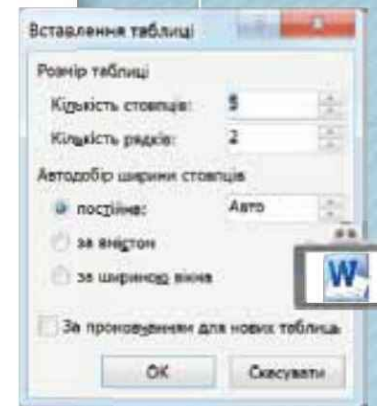 Вставлення таблиці
Розмір таблиці
Кількість стовпців: 5
Кількість рядків: 2
Автодобір ширини стовпців
постійна: Авто
за вмістом
за шириною вікна
W
За промовчанням для нових таблиць
ОК Скасувати